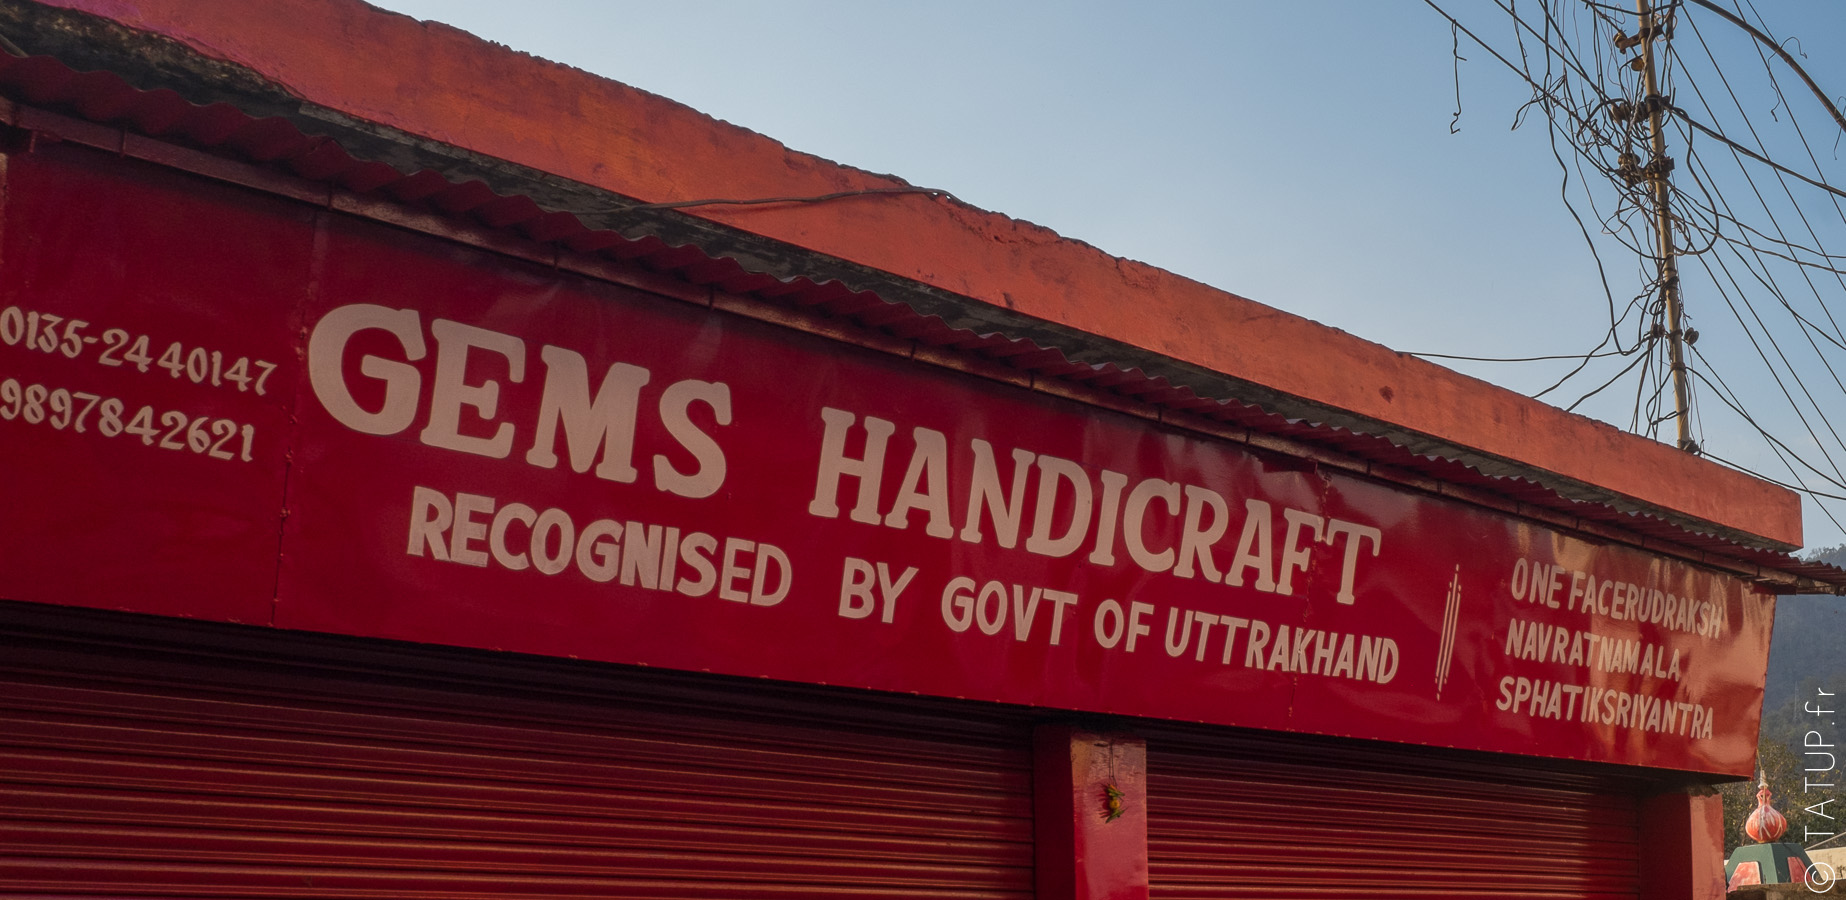 0135-2440147
9897842621
GEMS HANDICRAFT
RECOGNISED BY GOVT OF UTTRAKHAND
ONE FACERUDRAKSH
NAVRATNAMALA
SPHATIKSRIYANTRA
© TATUP.fr